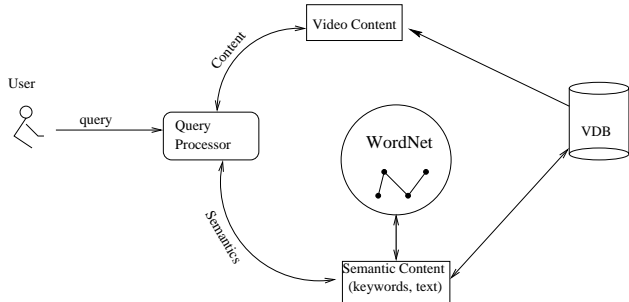 Video Content
Content
User
query
Query
Processor
VDB
WordNet
Semantics
Semantic Content
(keywords, text)